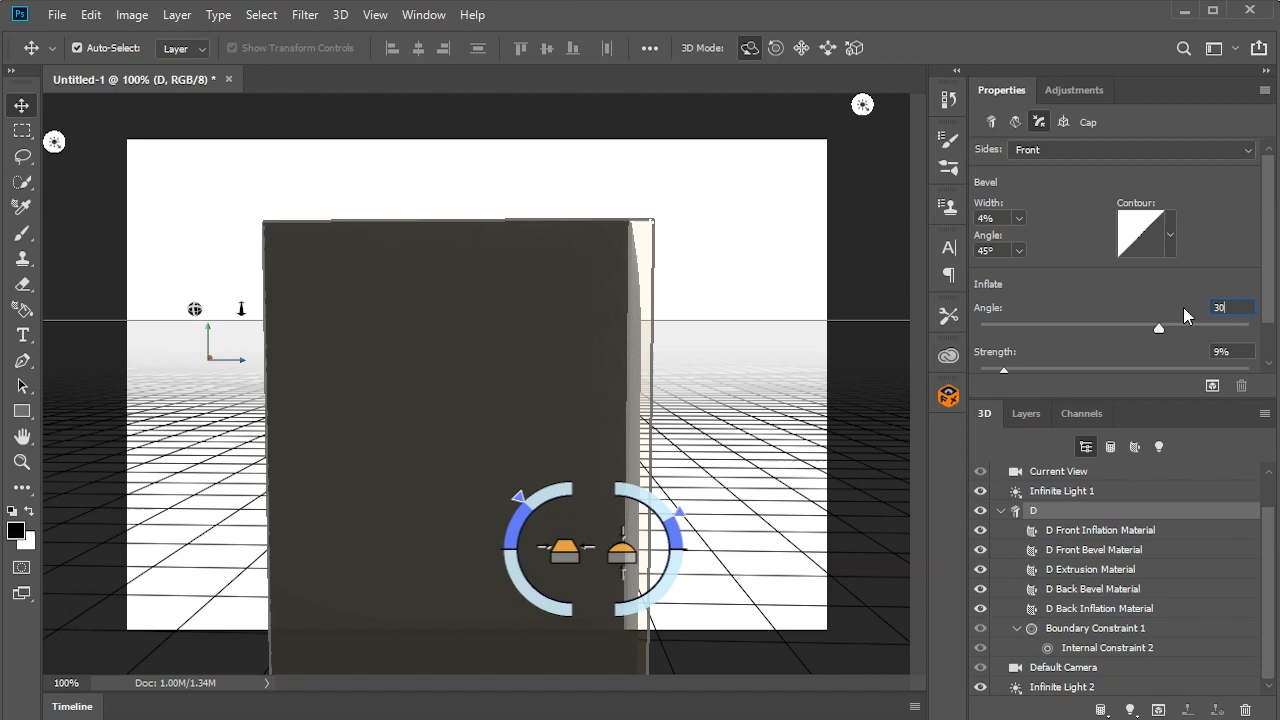 Ps File Edit Image Layer Type Select Filter 3D View Window Help
Auto-Select: Layer Show Transform Controls 3D Mode:
Untitled-1 @ 100% (D, RGB/8) *
Properties Adjustments
Cap
Sides: Front
Bevel
Width: Contour:
4%
Angle:
45º
Inflate
Angle: 30
Strength: 9%
3D Layers Channels
Current View
Infinite Light 1
D
D Front Inflation Material
D Front Bevel Material
D Extrusion Material
D Back Bevel Material
D Back Inflation Material
Boundary Constraint 1
Internal Constraint 2
Default Camera
Infinite Light 2
100% Doc: 1.00M/1.34M
Timeline